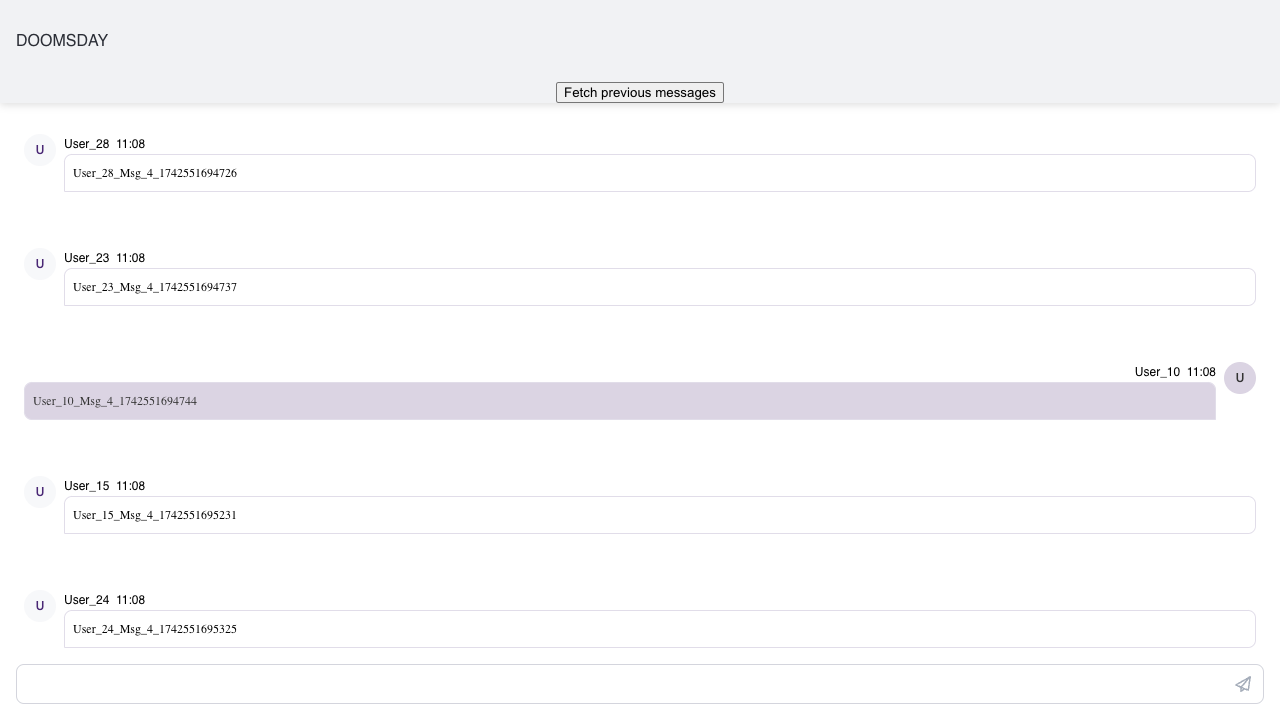 DOOMSDAY
Fetch previous messages
U
User_28 11:08
User_28_Msg_4_1742551694726
U
User_23 11:08
User_23_Msg_4_1742551694737
User_10 11:08
U
User_10_Msg_4_1742551694744
U
User_15 11:08
User_15_Msg_4_1742551695231
U
User_24 11:08
User_24_Msg_4_1742551695325